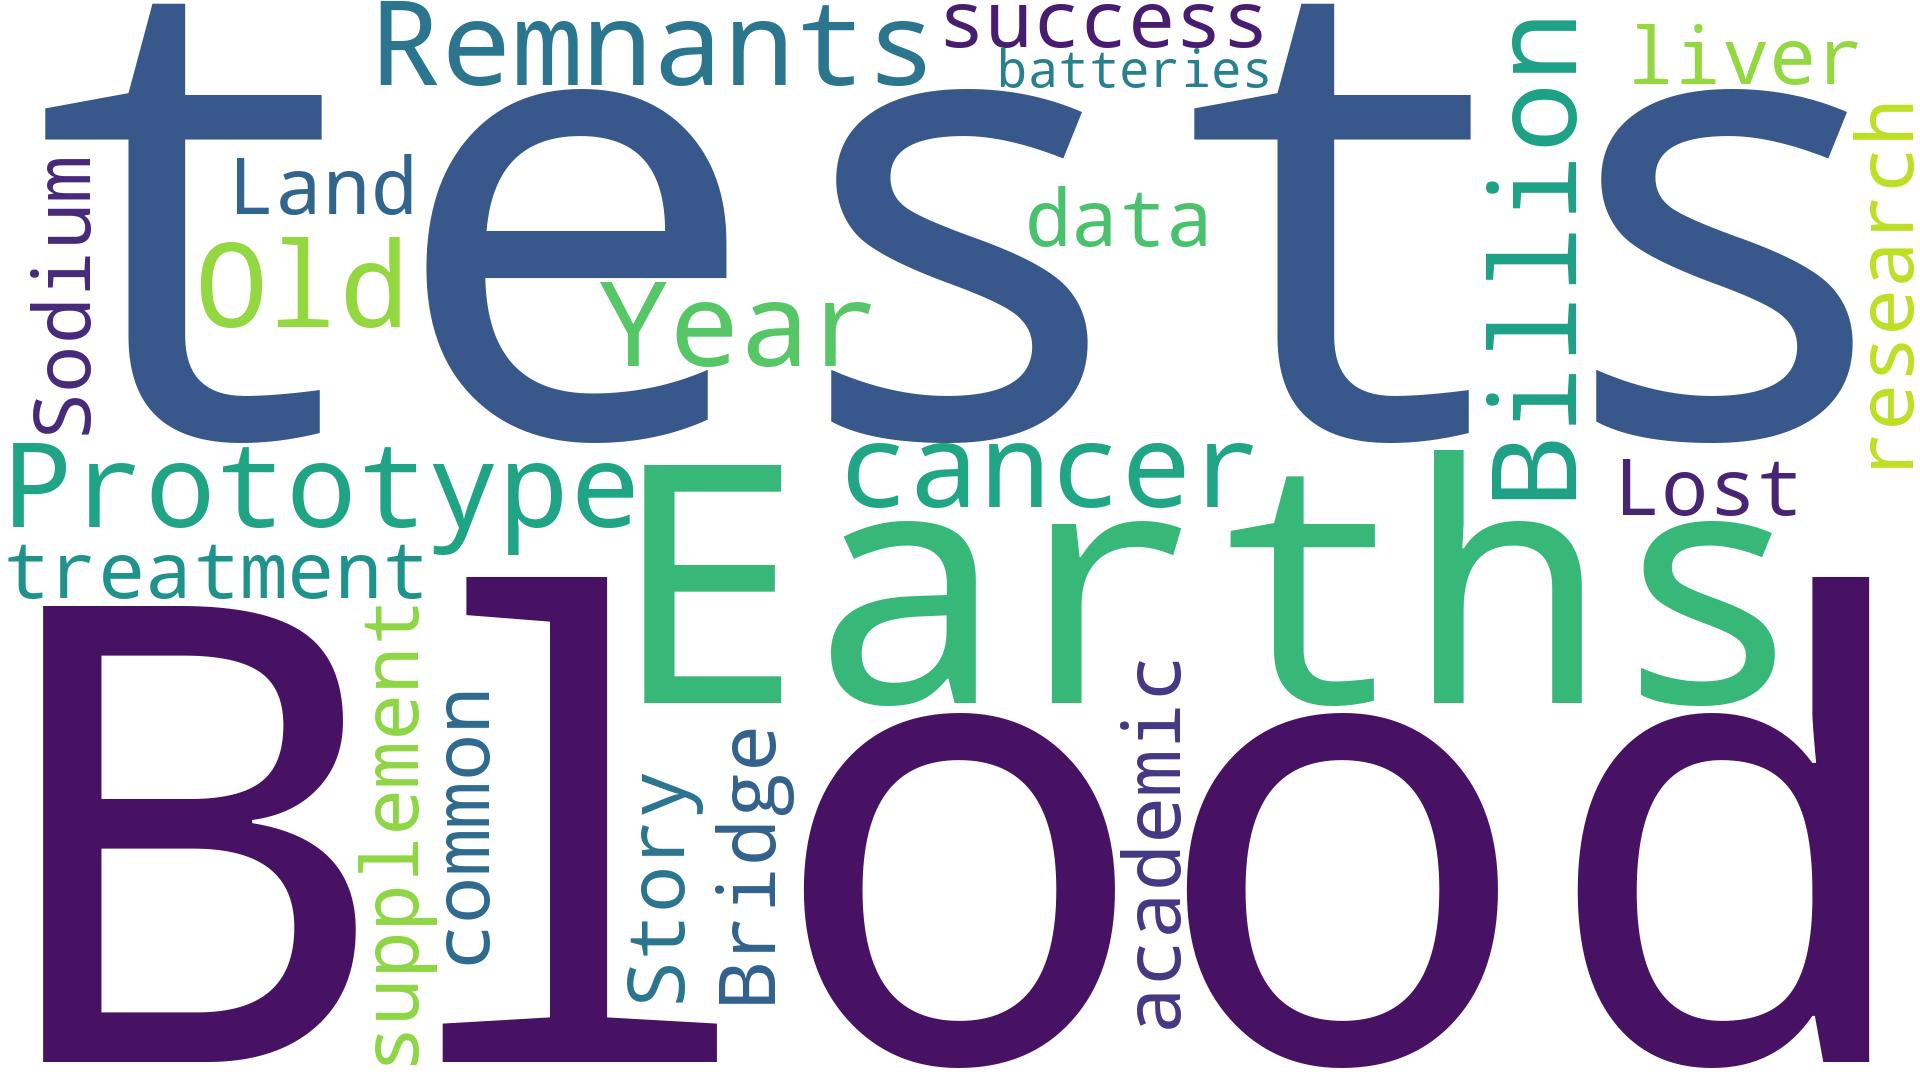 Remnants
success
batteries
liver
tests
Billion
research
Sodium
Land
data
Old
Year
Prototype
cancer
Lost
Earths
treatment
Blood
supplement
common
Story
Bridge
academic